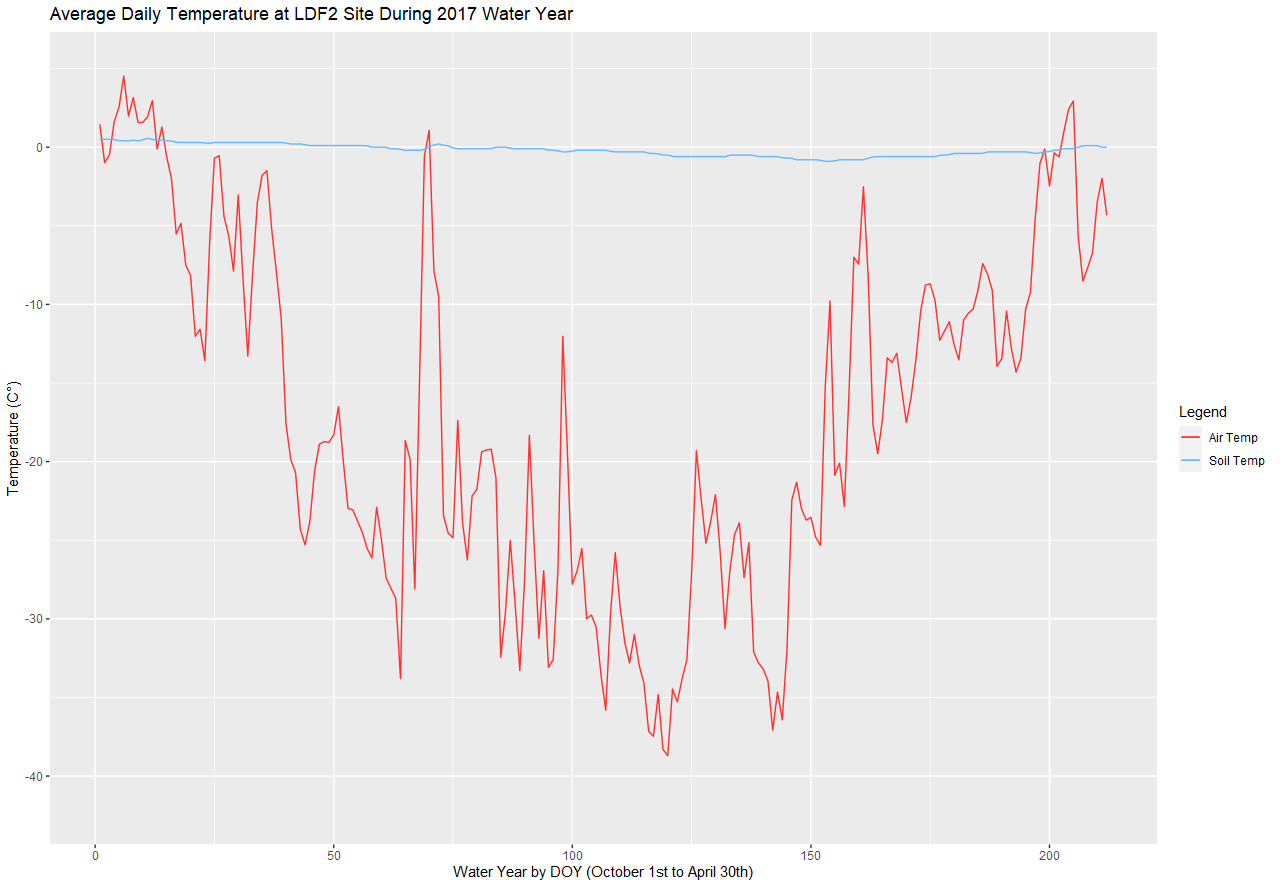 Average Daily Temperature at LDF2 Site During 2017 Water Year
Temperature (C°)
0
-10
-20
-30
-40
0
50
100
150
200
Water Year by DOY (October 1st to April 30th)
Legend
Air Temp
Soil Temp